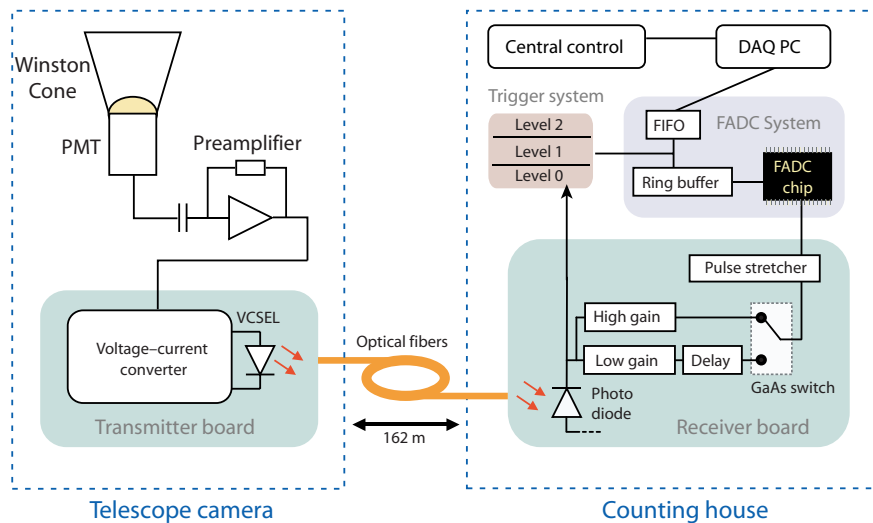 Winston
Cone
PMT
Preamplifier
VCSEL
Voltage–current
converter
Transmitter board
Telescope camera
Optical fibers
162 m
Central control
DAQ PC
Trigger system
Level 2
Level 1
Level 0
FIFO
FADC System
Ring buffer
FADC
chip
Pulse stretcher
High gain
Low gain
Delay
GaAs switch
Photo
diode
Receiver board
Counting house